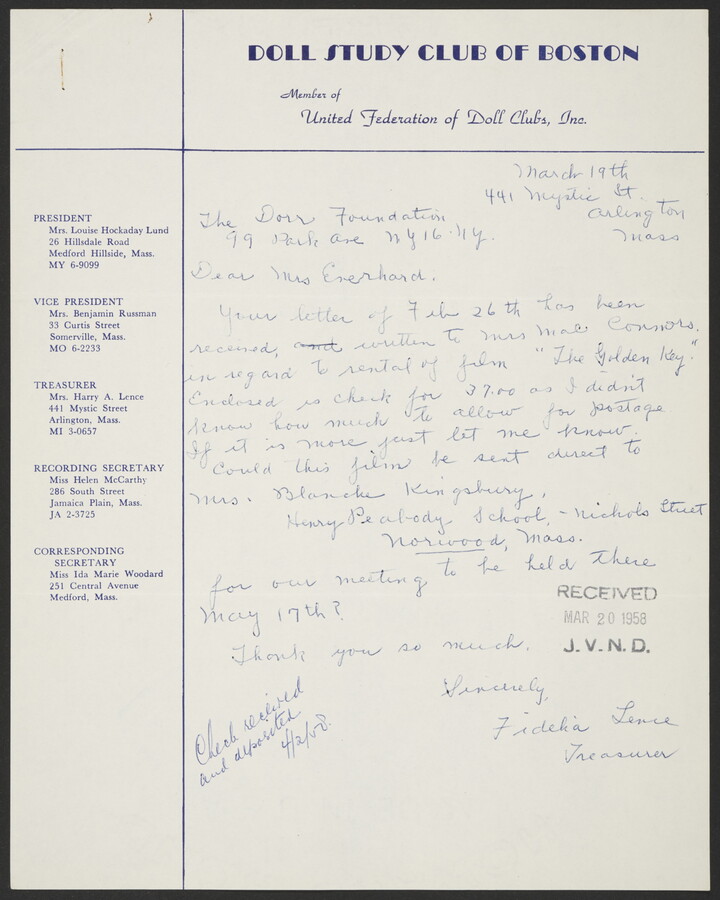 DOLL STUDY CLUB OF BOSTON
Member of
United Federation of Doll Clubs, Inc.
PRESIDENT
Mrs. Louise Hockaday Lund
26 Hillsdale Road
Medford Hillside, Mass.
MY 6-9099
VICE PRESIDENT
Mrs. Benjamin Russman
33 Curtis Street
Somerville, Mass.
MO 6-2233
TREASURER
Mrs. Harry A. Lence
441 Mystic Street
Arlington, Mass.
MI 3-0657
RECORDING SECRETARY
Miss Helen McCarthy
286 South Street
Jamaica Plain, Mass.
JA 2-3725
CORRESPONDING
SECRETARY
Miss Ida Marie Woodard
251 Central Avenue
Medford, Mass.
March 19th
441 Mystic St.
Arlington
Mass
The Dorr Foundation
99 Park Ave NY 16. NY.
Dear Mrs Everhard.
Your letter of Feb 26th has been
received, and written to Mrs Mac Connors,
in regard to rental of film "The Golden Key."
Enclosed is check for 37.00 as I didn't
know how much to allow for postage.
If it is more just let me know.
Could this film be sent direct to
Mrs. Blanche Kingsbury,
Henry Peabody School, - Nichols Street
Norwood, Mass.
for our meeting to be held there
May 17th?
Thank you so much.
Sincerely,
Fidelia Lence
Treasurer
RECEIVED
MAR 20 1958
J.V.N.D.
Check received
and deposited
4/2/58.